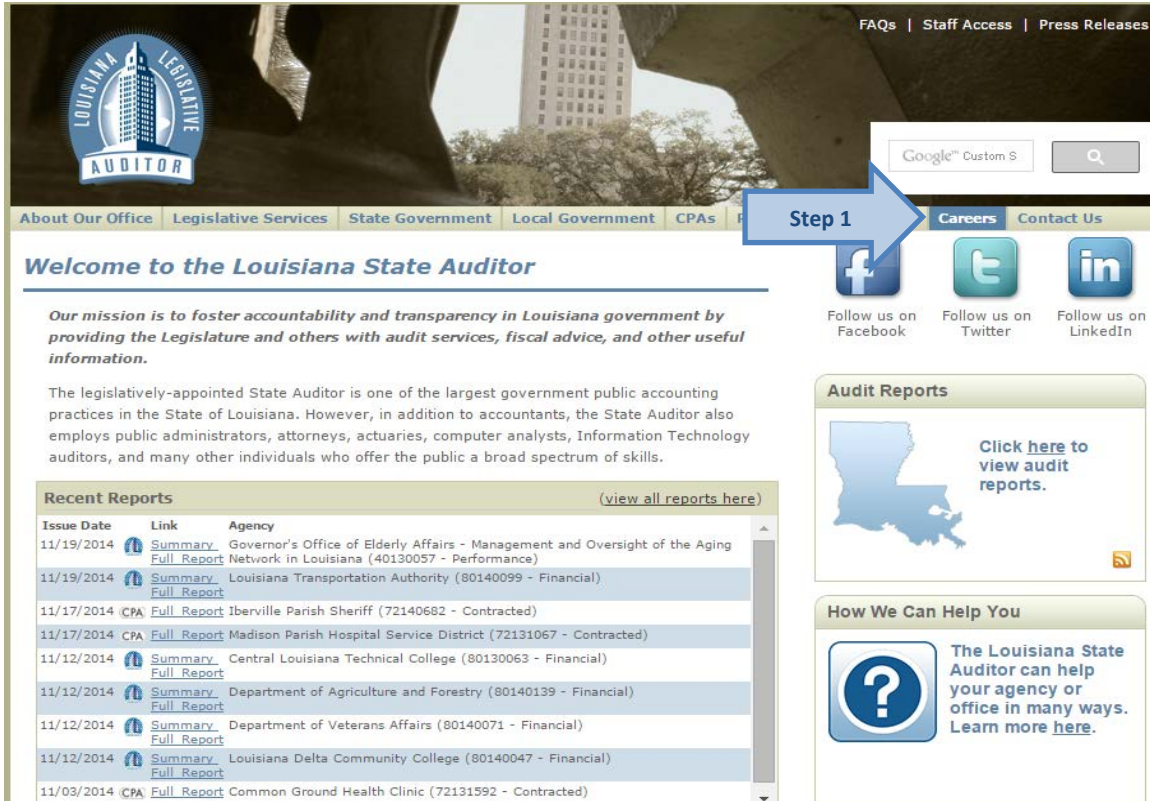 FAQs | Staff Access | Press Releases
LOUISIANA LEGISLATIVE
AUDITOR
Google™ Custom S
About Our Office | Legislative Services | State Government | Local Government | CPAs | Careers Contact Us
Step 1
Welcome to the Louisiana State Auditor
Our mission is to foster accountability and transparency in Louisiana government by
providing the Legislature and others with audit services, fiscal advice, and other useful
information.
The legislatively-appointed State Auditor is one of the largest government public accounting
practices in the State of Louisiana. However, in addition to accountants, the State Auditor also
employs public administrators, attorneys, actuaries, computer analysts, Information Technology
auditors, and many other individuals who offer the public a broad spectrum of skills.
Recent Reports (view all reports here)
Issue Date Link Agency
11/19/2014 Summary Governor's Office of Elderly Affairs - Management and Oversight of the Aging
Full Report Network in Louisiana (40130057 - Performance)
11/19/2014 Summary Louisiana Transportation Authority (80140099 - Financial)
Full Report
11/17/2014 CPA Full Report Iberville Parish Sheriff (72140682 - Contracted)
11/17/2014 CPA Full Report Madison Parish Hospital Service District (72131067 - Contracted)
11/12/2014 Summary Central Louisiana Technical College (80130063 - Financial)
Full Report
11/12/2014 Summary Department of Agriculture and Forestry (80140139 - Financial)
Full Report
11/12/2014 Summary Department of Veterans Affairs (80140071 - Financial)
Full Report
11/12/2014 Summary Louisiana Delta Community College (80140047 - Financial)
Full Report
11/03/2014 CPA Full Report Common Ground Health Clinic (72131592 - Contracted)
f
t
in
Follow us on
Facebook
Follow us on
Twitter
Follow us on
LinkedIn
Audit Reports
Click here to
view audit
reports.
How We Can Help You
?
The Louisiana State
Auditor can help
your agency or
office in many ways.
Learn more here.